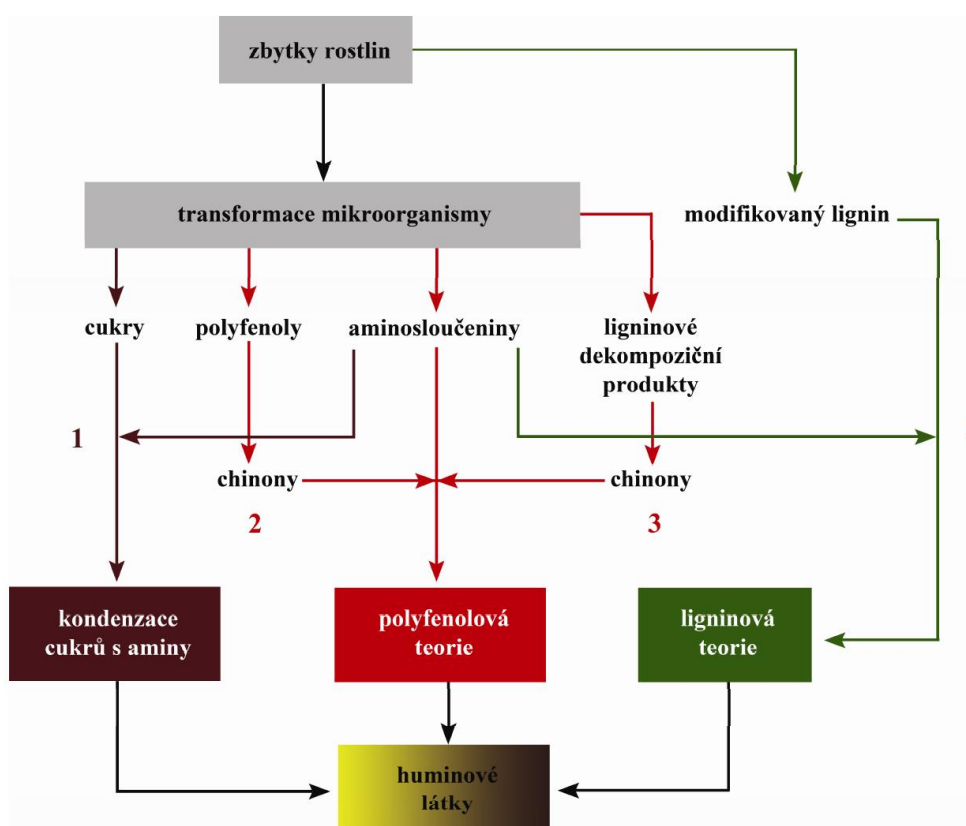 zbytky rostlin
transformace mikroorganismy
modifikovaný lignin
cukry
polyfenoly
aminosloučeniny
ligninové
dekompoziční
produkty
1
chinony
chinony
2
3
kondenzace
cukrů s aminy
polyfenolová
teorie
ligninová
teorie
huminové
látky